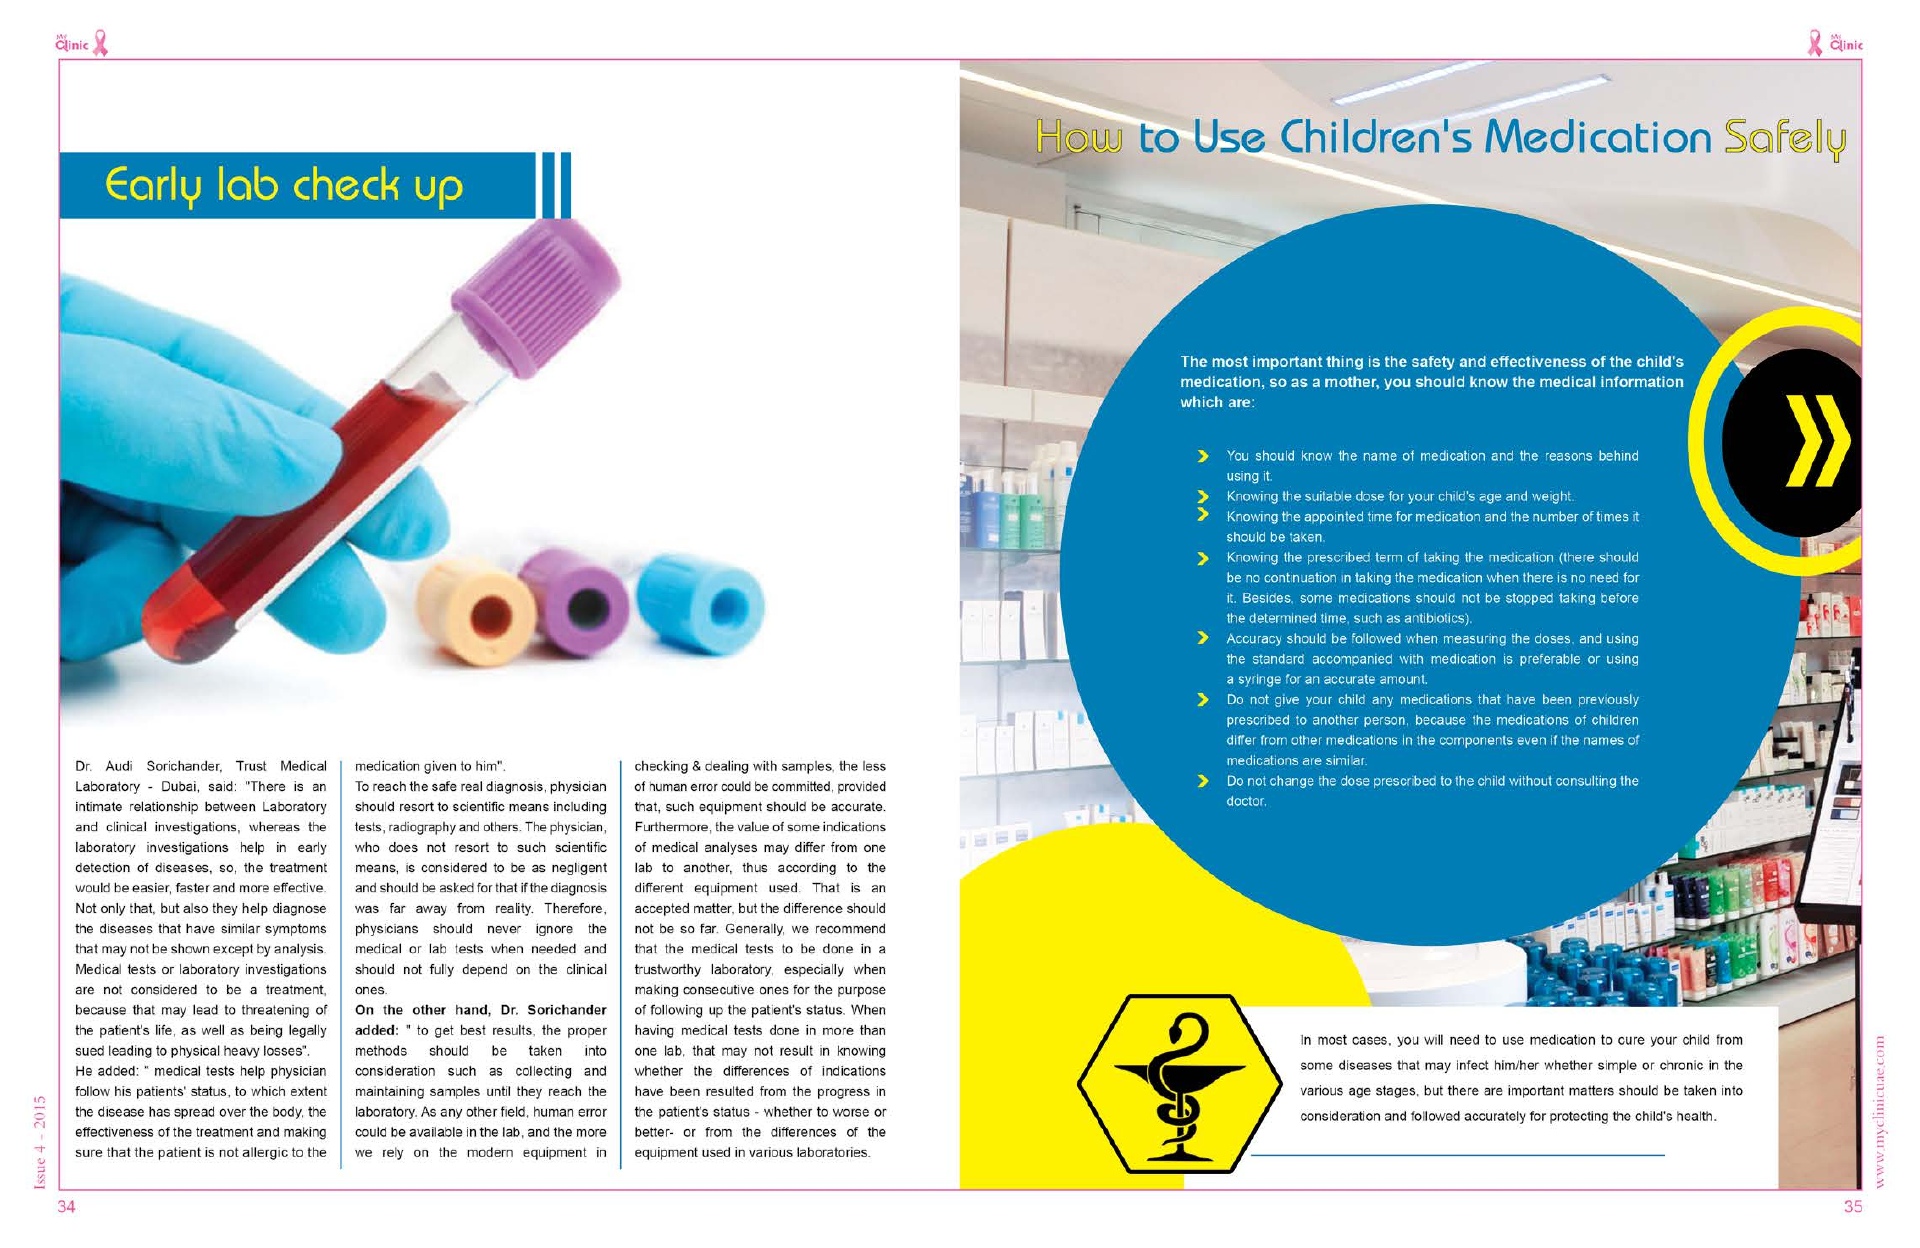 My
Clinic
Early lab check up
Dr. Audi Sorichander, Trust Medical
Laboratory - Dubai, said: "There is an
intimate relationship between Laboratory
and clinical investigations, whereas the
laboratory investigations help in early
detection of diseases, so, the treatment
would be easier, faster and more effective.
Not only that, but also they help diagnose
the diseases that have similar symptoms
that may not be shown except by analysis.
Medical tests or laboratory investigations
are not considered to be a treatment,
because that may lead to threatening of
the patient's life, as well as being legally
sued leading to physical heavy losses".
He added: " medical tests help physician
follow his patients' status, to which extent
the disease has spread over the body, the
effectiveness of the treatment and making
sure that the patient is not allergic to the
medication given to him".
To reach the safe real diagnosis, physician
should resort to scientific means including
tests, radiography and others. The physician,
who does not resort to such scientific
means, is considered to be as negligent
and should be asked for that if the diagnosis
was far away from reality. Therefore,
physicians should never ignore the
medical or lab tests when needed and
should not fully depend on the clinical
ones.
On the other hand, Dr. Sorichander
added: " to get best results, the proper
methods should be taken into
consideration such as collecting and
maintaining samples until they reach the
laboratory. As any other field, human error
could be available in the lab, and the more
we rely on the modern equipment in
checking & dealing with samples, the less
of human error could be committed, provided
that, such equipment should be accurate.
Furthermore, the value of some indications
of medical analyses may differ from one
lab to another, thus according to the
different equipment used. That is an
accepted matter, but the difference should
not be so far. Generally, we recommend
that the medical tests to be done in a
trustworthy laboratory, especially when
making consecutive ones for the purpose
of following up the patient's status. When
having medical tests done in more than
one lab, that may not result in knowing
whether the differences of indications
have been resulted from the progress in
the patient's status - whether to worse or
better- or from the differences of the
equipment used in various laboratories.
Issue 4 - 2015
34
My
Clinic
How to Use Children's Medication Safely
The most important thing is the safety and effectiveness of the child's
medication, so as a mother, you should know the medical information
which are:
You should know the name of medication and the reasons behind
using it.
Knowing the suitable dose for your child's age and weight.
Knowing the appointed time for medication and the number of times it
should be taken.
Knowing the prescribed term of taking the medication (there should
be no continuation in taking the medication when there is no need for
it. Besides, some medications should not be stopped taking before
the determined time, such as antibiotics).
Accuracy should be followed when measuring the doses, and using
the standard accompanied with medication is preferable or using
a syringe for an accurate amount.
Do not give your child any medications that have been previously
prescribed to another person, because the medications of children
differ from other medications in the components even if the names of
medications are similar.
Do not change the dose prescribed to the child without consulting the
doctor.
In most cases, you will need to use medication to cure your child from
some diseases that may infect him/her whether simple or chronic in the
various age stages, but there are important matters should be taken into
consideration and followed accurately for protecting the child's health.
www.myclinicuae.com
35